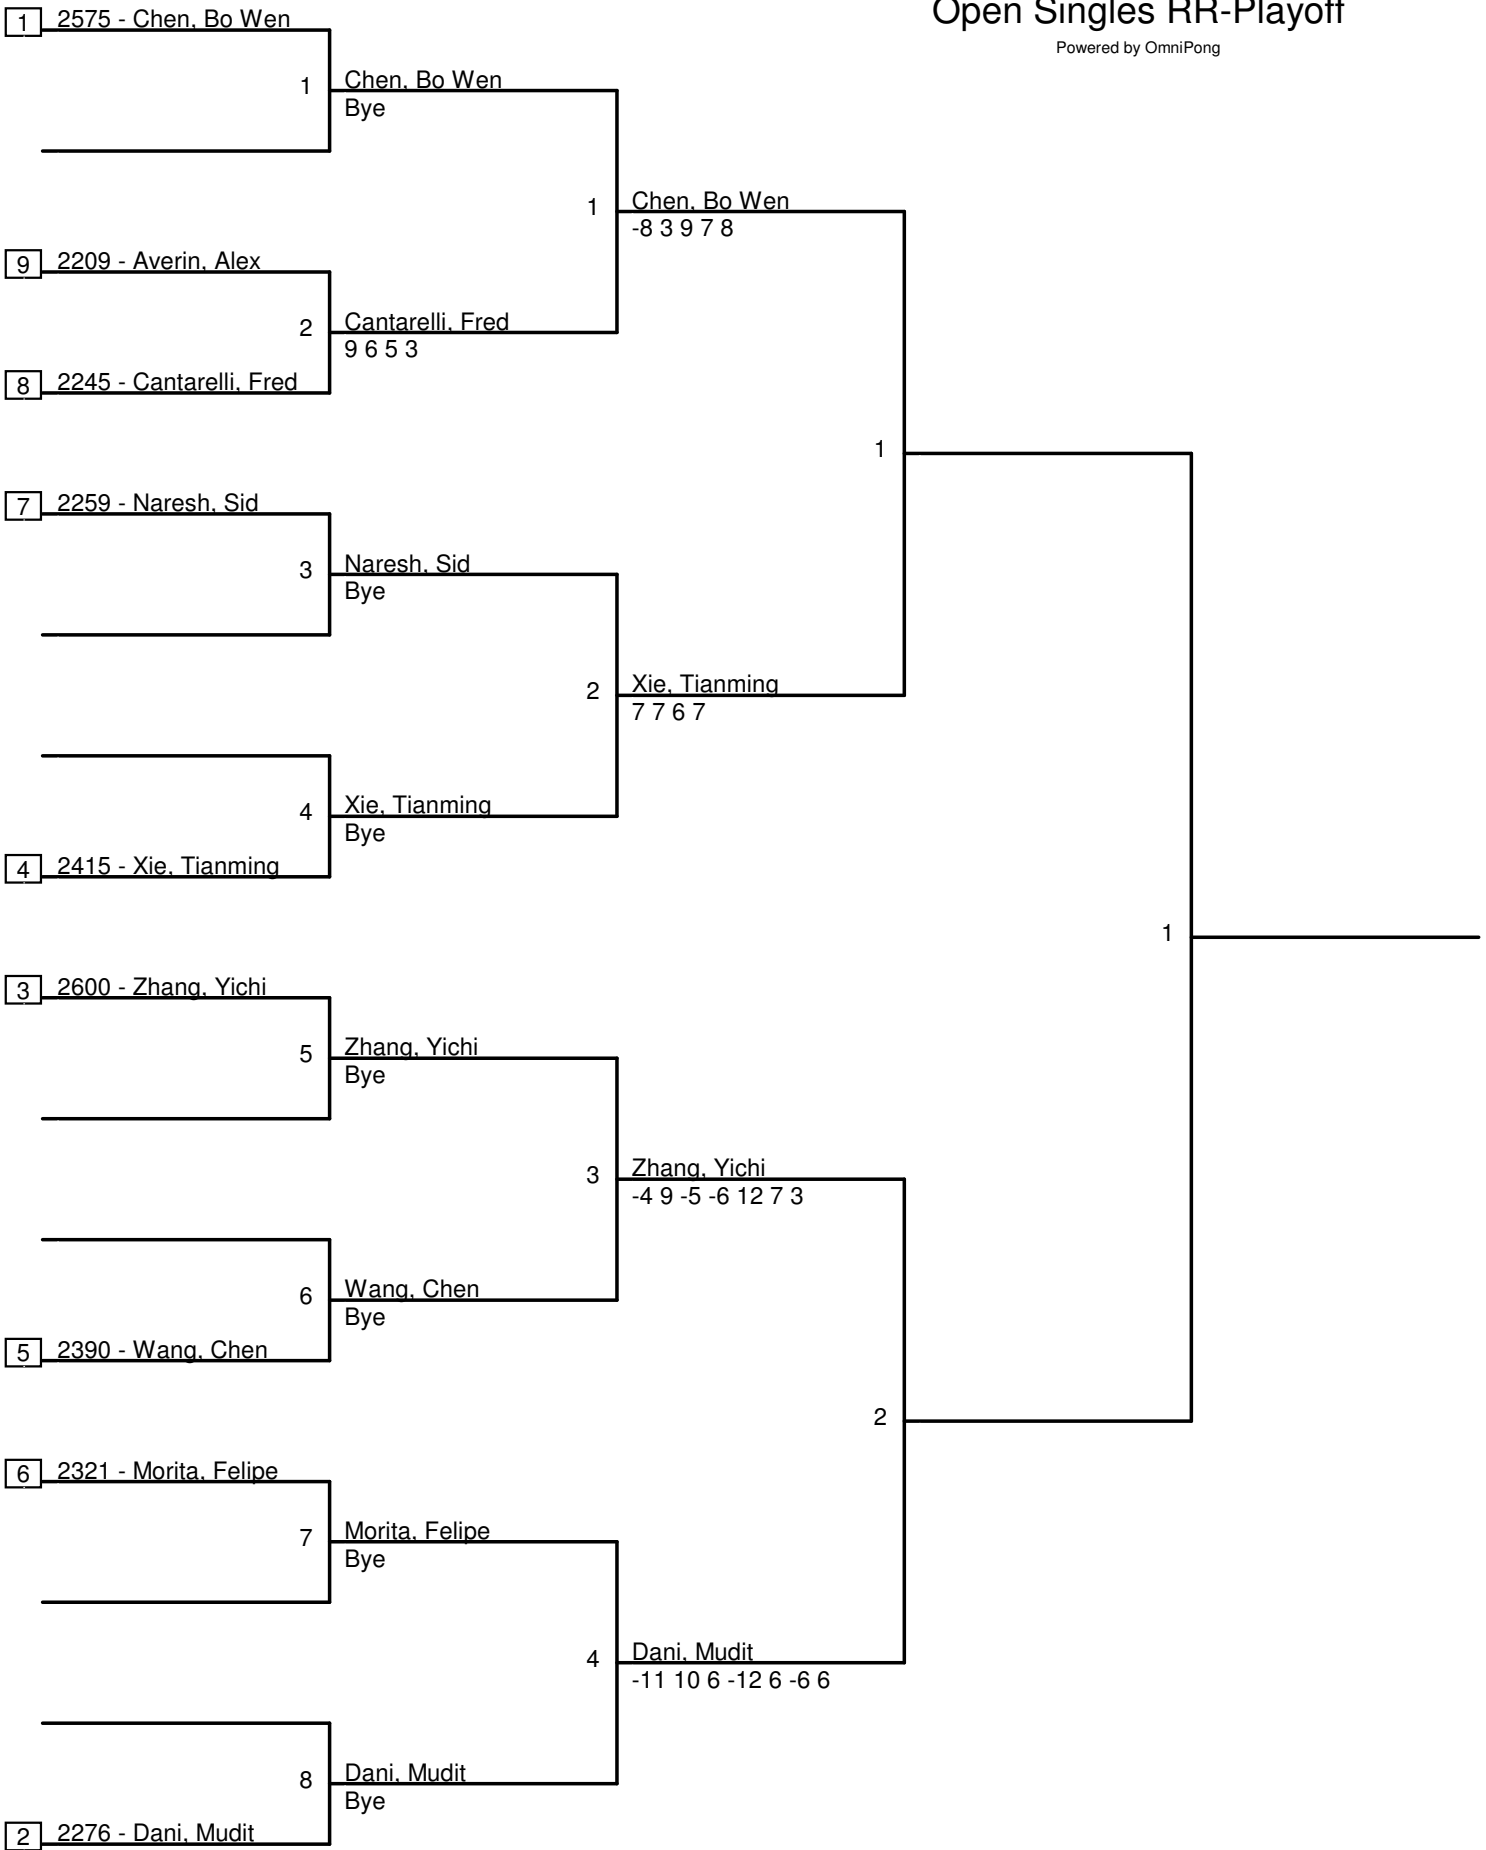 Open Singles RR-Playoff
Powered by OmniPong
1 2575 - Chen, Bo Wen
1 Chen, Bo Wen
Bye
1 Chen, Bo Wen
-8 3 9 7 8
9 2209 - Averin, Alex
2 Cantarelli, Fred
9 6 5 3
8 2245 - Cantarelli, Fred
1
7 2259 - Naresh, Sid
3 Naresh, Sid
Bye
2 Xie, Tianming
7 7 6 7
4 Xie, Tianming
Bye
4 2415 - Xie, Tianming
1
3 2600 - Zhang, Yichi
5 Zhang, Yichi
Bye
3 Zhang, Yichi
-4 9 -5 -6 12 7 3
6 Wang, Chen
Bye
5 2390 - Wang, Chen
2
6 2321 - Morita, Felipe
7 Morita, Felipe
Bye
4 Dani, Mudit
-11 10 6 -12 6 -6 6
8 Dani, Mudit
Bye
2 2276 - Dani, Mudit